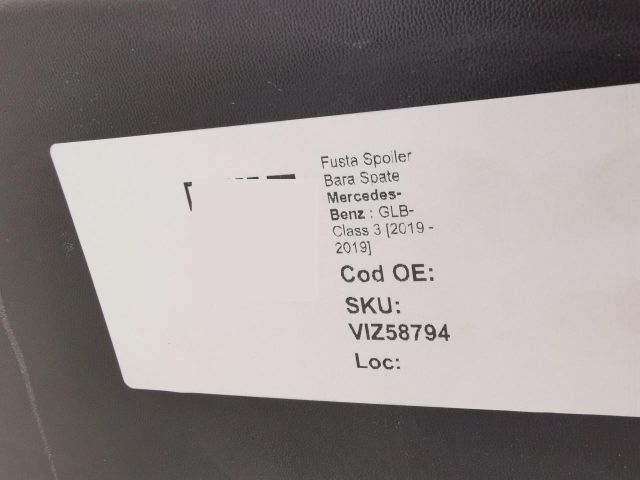 Fusta Spoiler
Bara Spate
Mercedes-
Benz : GLB-
Class 3 [2019 -
2019]
Cod OE:
SKU:
VIZ58794
Loc: